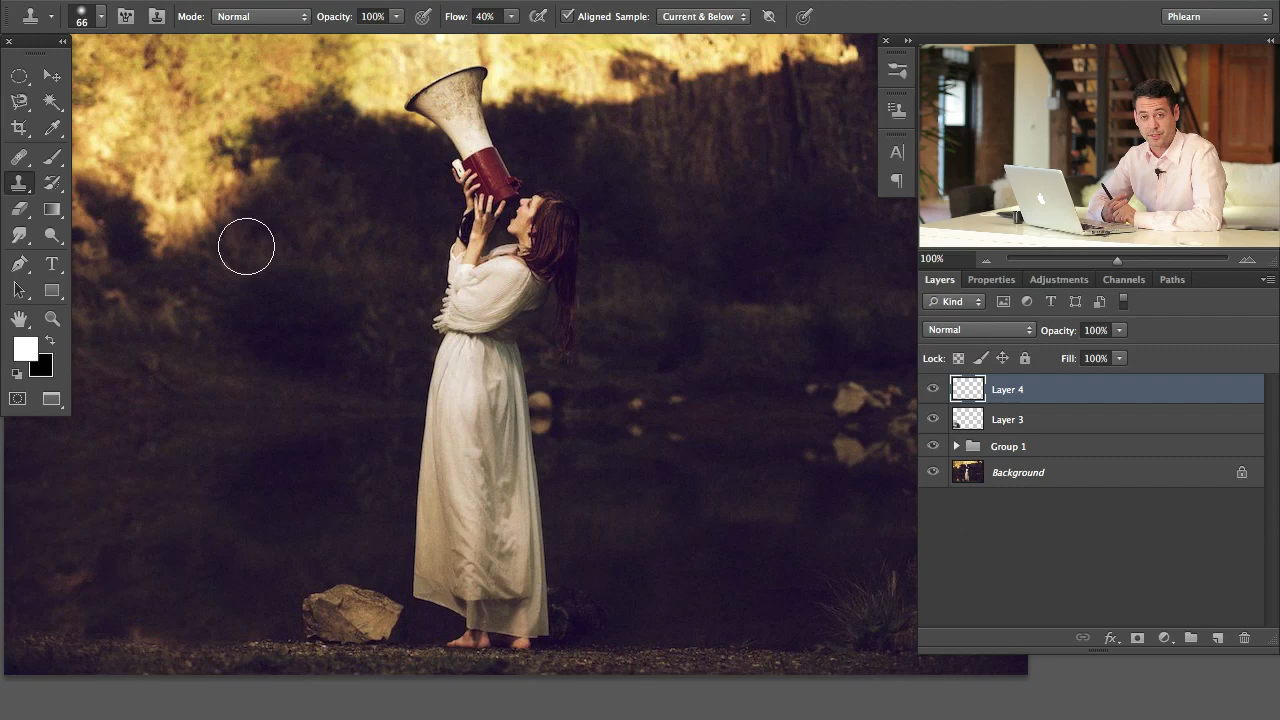 66
Mode: Normal Opacity: 100% Flow: 40% Aligned Sample: Current & Below Phlearn
T
A
100%
Layers Properties Adjustments Channels Paths
Kind T
Normal Opacity: 100%
Lock: Fill: 100%
Layer 4
Layer 3
Group 1
Background
fx